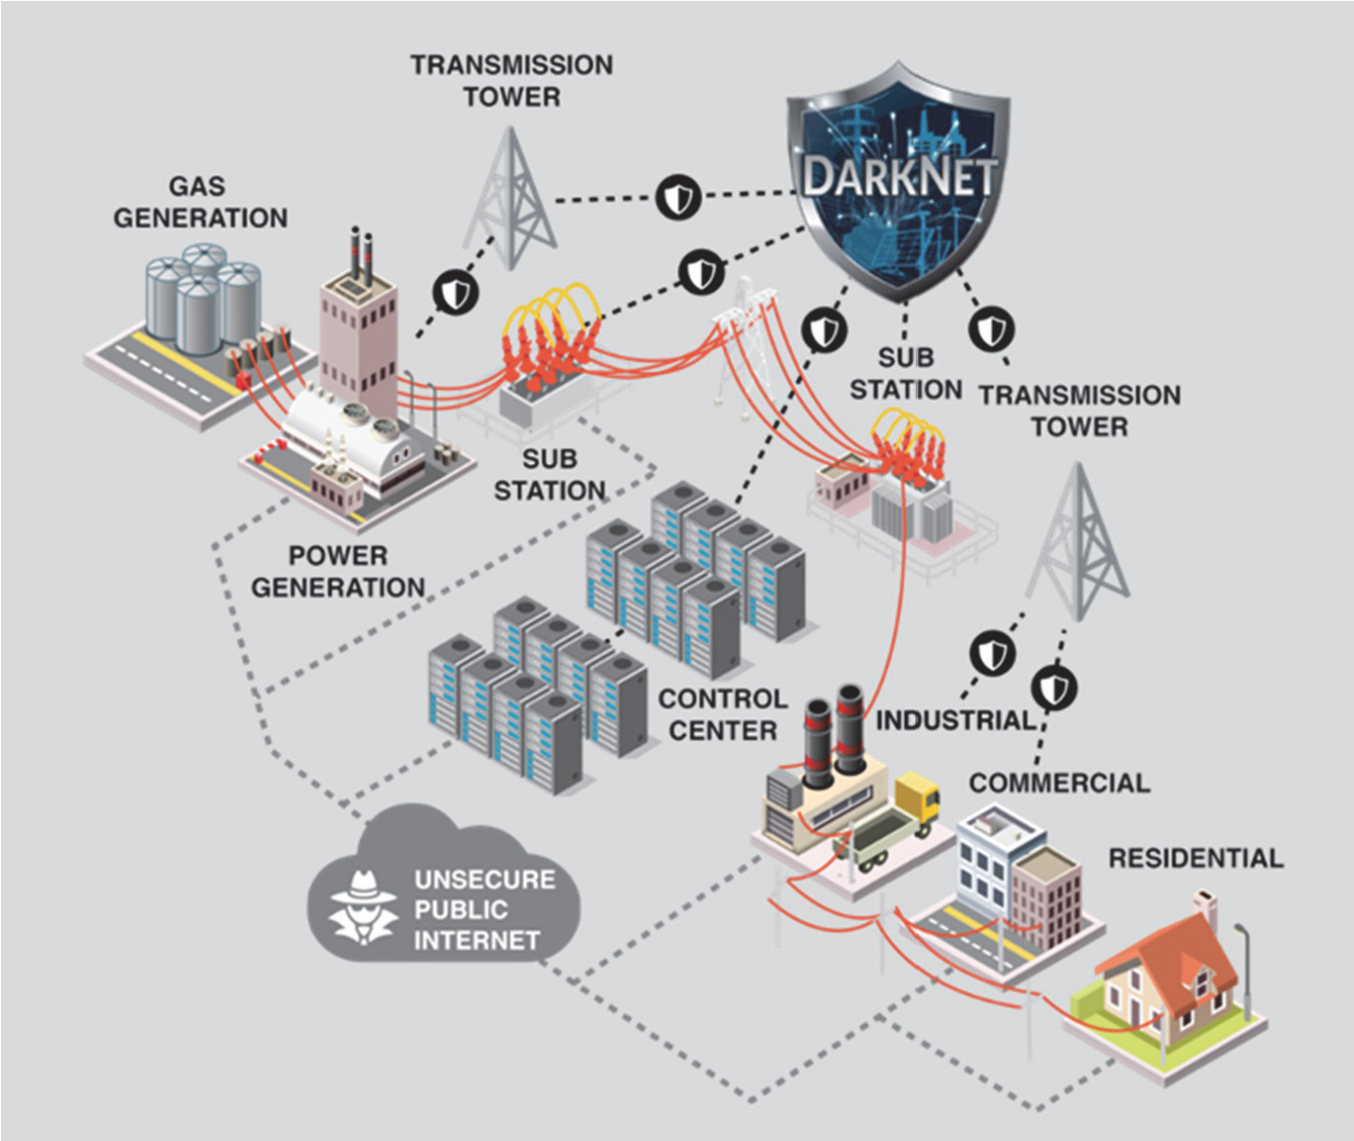 TRANSMISSION
TOWER
DARKNET
GAS
GENERATION
SUB
STATION
TRANSMISSION
TOWER
SUB
STATION
POWER
GENERATION
CONTROL
CENTER
INDUSTRIAL
COMMERCIAL
RESIDENTIAL
UNSECURE
PUBLIC
INTERNET